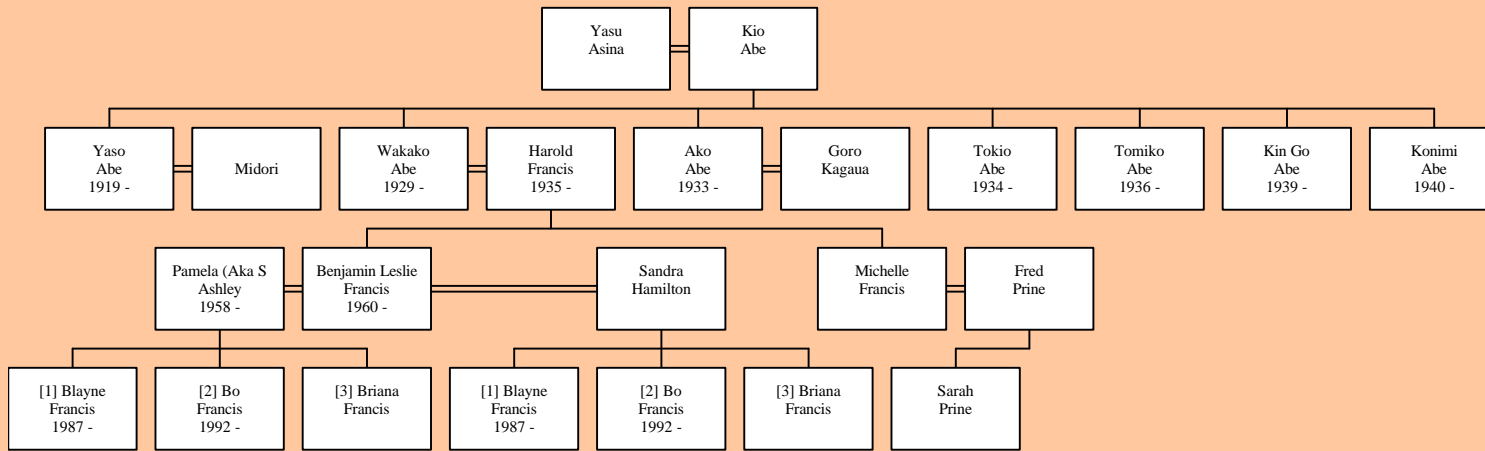 Yasu
Asina
Kio
Abe
Yaso
Abe
1919 -
Midori
Wakako
Abe
1929 -
Harold
Francis
1935 -
Ako
Abe
1933 -
Goro
Kagaua
Tokio
Abe
1934 -
Tomiko
Abe
1936 -
Kin Go
Abe
1939 -
Konimi
Abe
1940 -
Pamela (Aka S
Ashley
1958 -
Benjamin Leslie
Francis
1960 -
Sandra
Hamilton
Michelle
Francis
Fred
Prine
[1] Blayne
Francis
1987 -
[2] Bo
Francis
1992 -
[3] Briana
Francis
[1] Blayne
Francis
1987 -
[2] Bo
Francis
1992 -
[3] Briana
Francis
Sarah
Prine